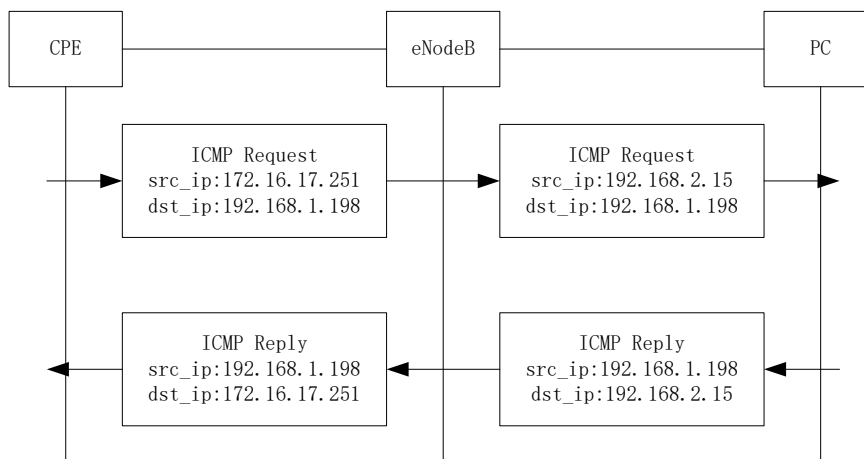 CPE
eNodeB
PC
ICMP Request
src_ip:172.16.17.251
dst_ip:192.168.1.198
ICMP Request
src_ip:192.168.2.15
dst_ip:192.168.1.198
ICMP Reply
src_ip:192.168.1.198
dst_ip:172.16.17.251
ICMP Reply
src_ip:192.168.1.198
dst_ip:192.168.2.15